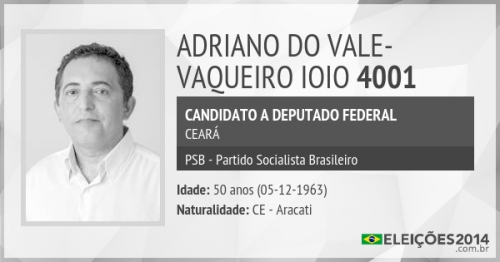 ADRIANO DO VALE-
VAQUEIRO IOIO 4001
CANDIDATO A DEPUTADO FEDERAL
CEARÁ
PSB - Partido Socialista Brasileiro
Idade: 50 anos (05-12-1963)
Naturalidade: CE - Aracati
ELEIÇÕES2014
.com.br